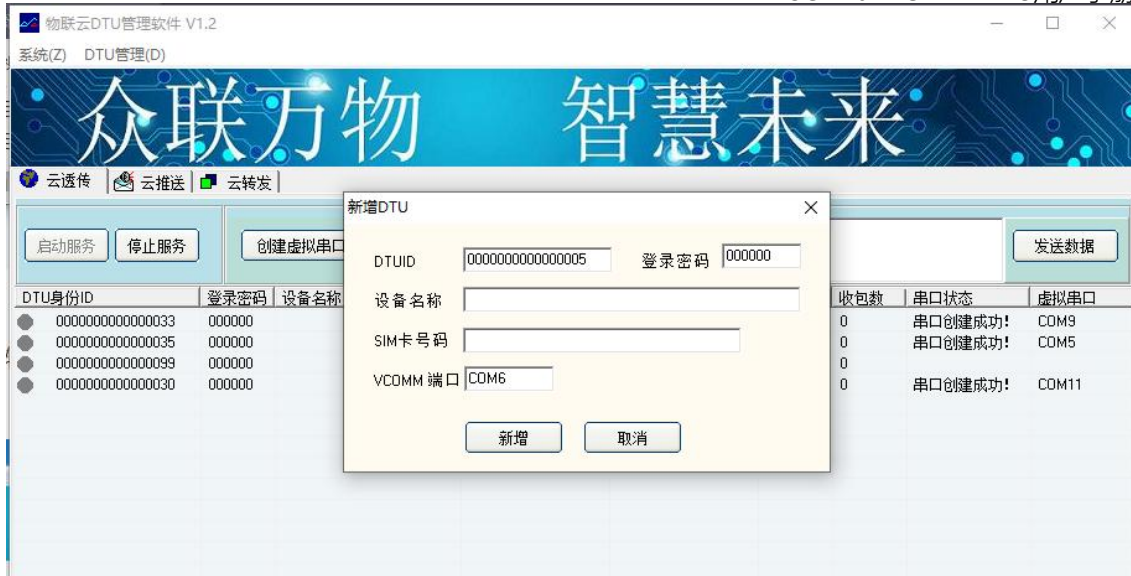 物联云DTU管理软件 V1.2
系统(Z) DTU管理(D)
众联万物 智慧未来
云透传 云推送 云转发
启动服务 停止服务 创建虚拟串口 发送数据
DTU身份ID 登录密码 设备名称 收包数 串口状态 虚拟串口
0000000000000033 000000 0 串口创建成功! COM9
0000000000000035 000000 0 串口创建成功! COM5
0000000000000099 000000 0
0000000000000030 000000 0 串口创建成功! COM11
新增DTU
DTUID 0000000000000005 登录密码 000000
设备名称
SIM卡号码
VCOMM 端口 COM6
新增 取消